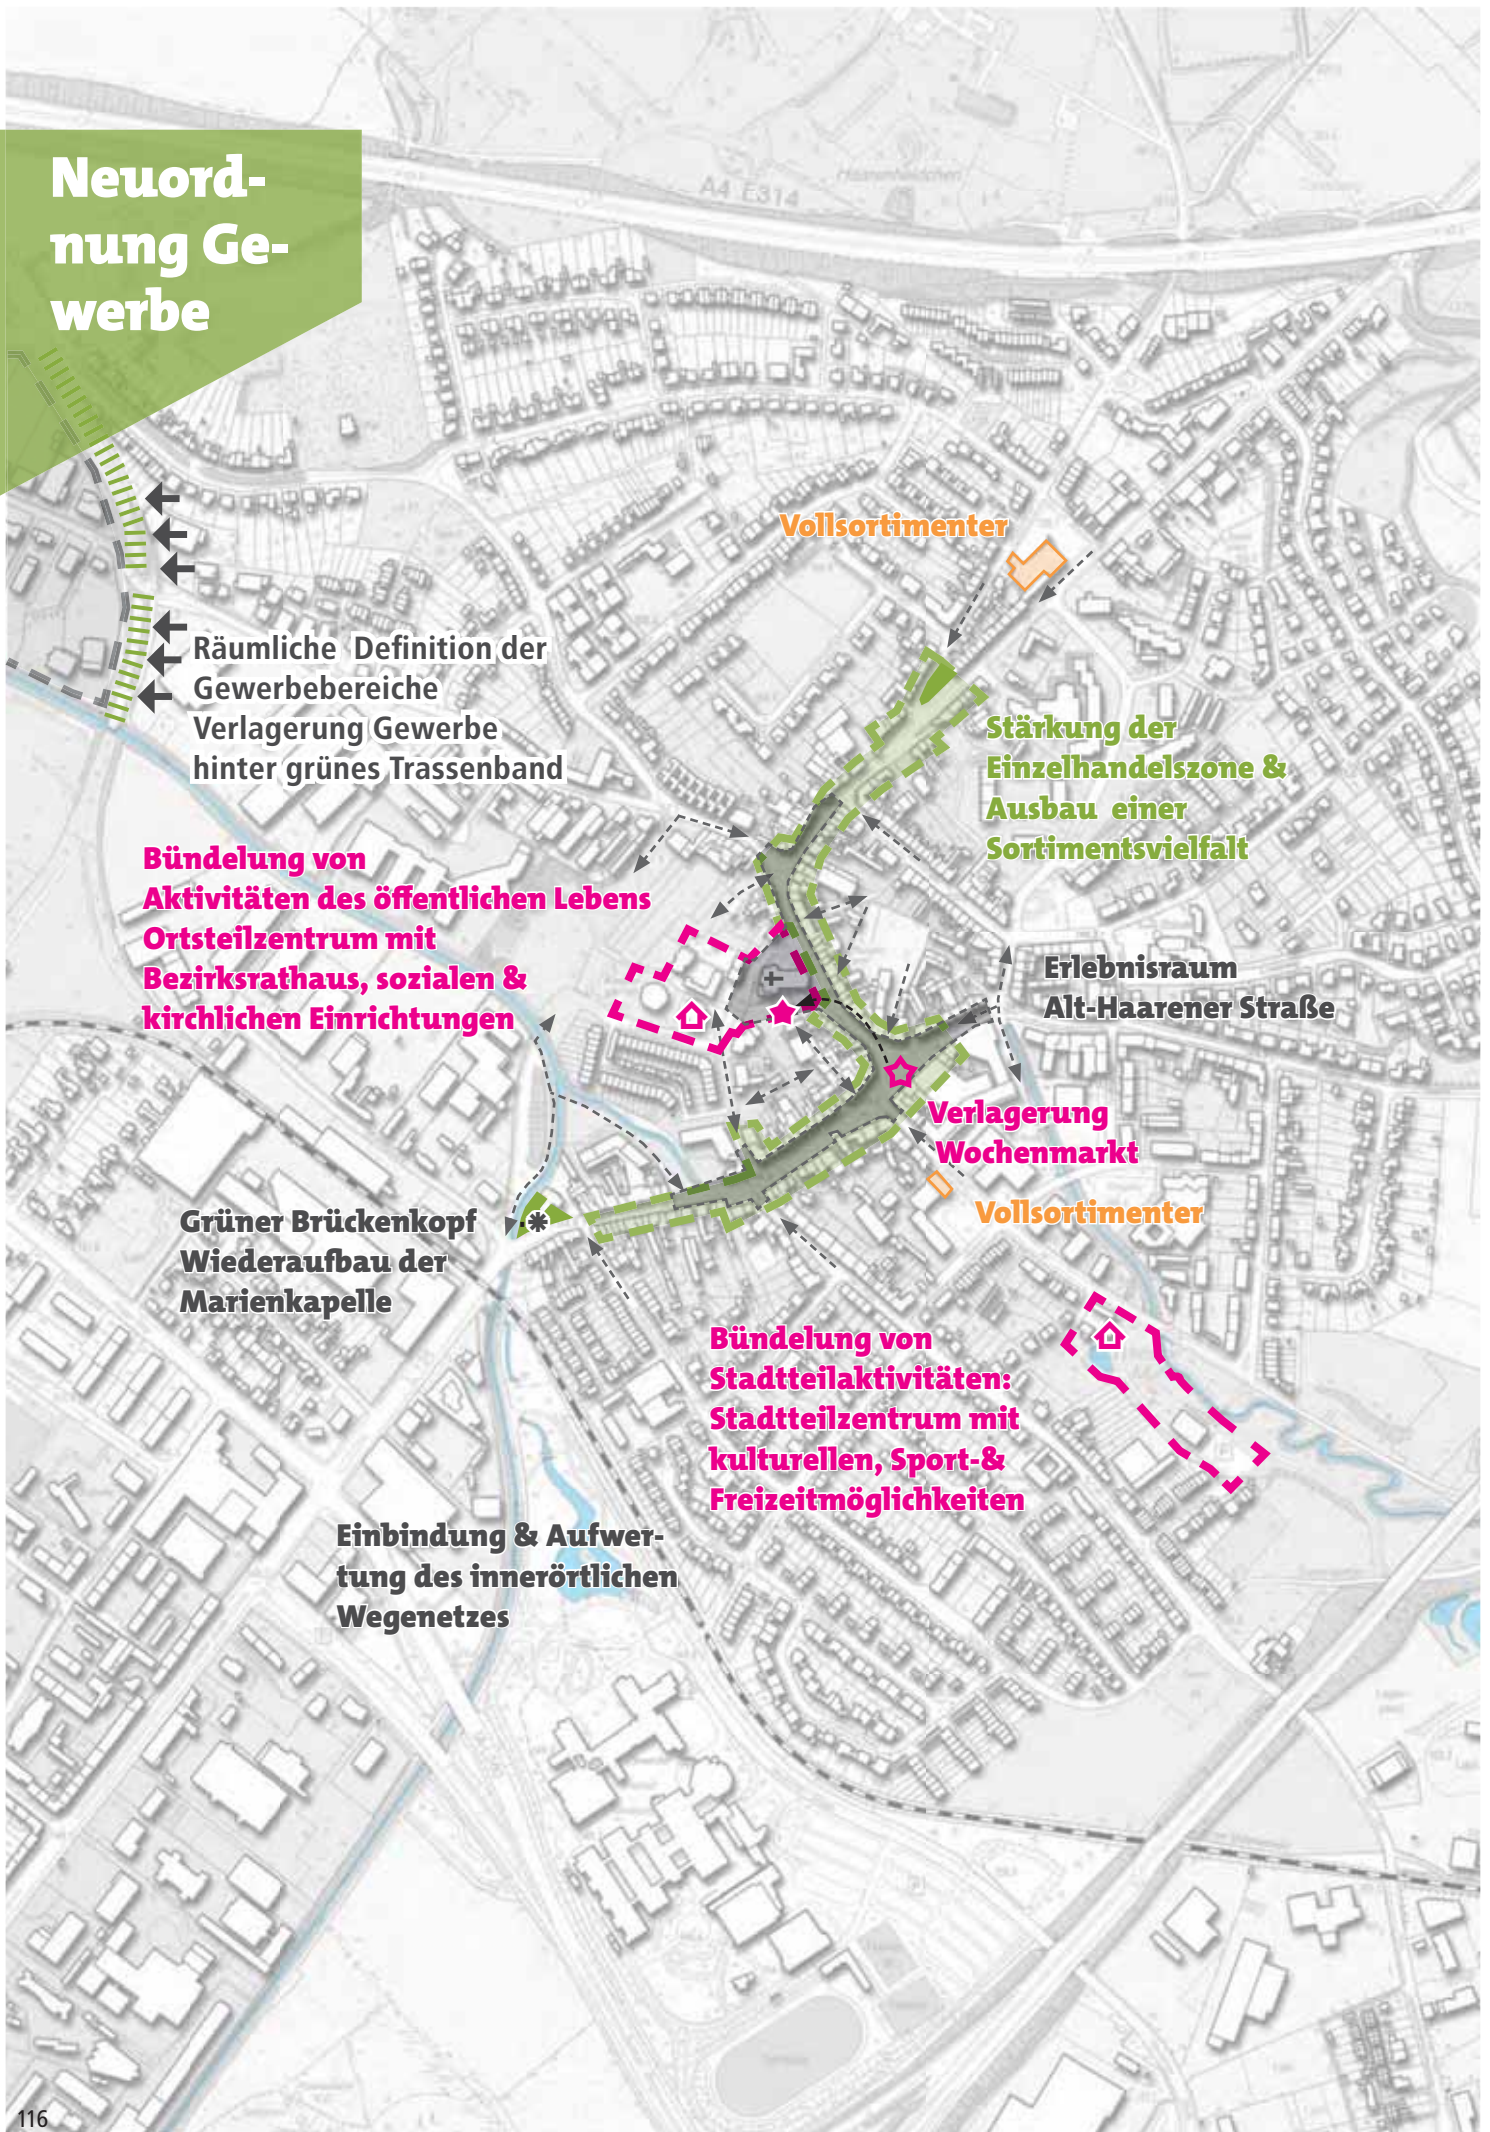 Neuord-
nung Ge-
werbe
A4 E314
Vollsortimenter
Räumliche Definition der
Gewerbebereiche
Verlagerung Gewerbe
hinter grünes Trassenband
Stärkung der
Einzelhandelszone &
Ausbau einer
Sortimentsvielfalt
Bündelung von
Aktivitäten des öffentlichen Lebens
Ortsteilzentrum mit
Bezirksrathaus, sozialen &
kirchlichen Einrichtungen
Erlebnisraum
Alt-Haarener Straße
Verlagerung
Wochenmarkt
Vollsortimenter
Grüner Brückenkopf
Wiederaufbau der
Marienkapelle
Bündelung von
Stadtteilaktivitäten:
Stadtteilzentrum mit
kulturellen, Sport-&
Freizeitmöglichkeiten
Einbindung & Aufwer-
tung des innerörtlichen
Wegenetzes
116